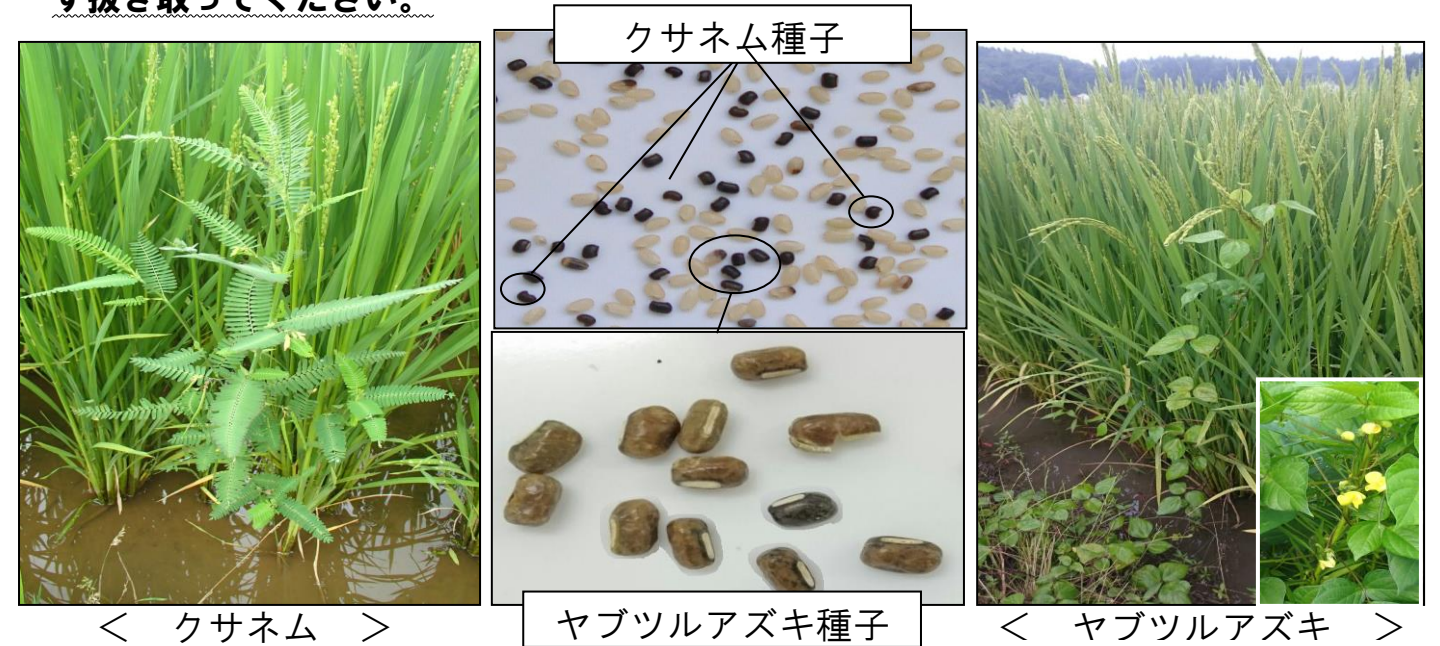 ず抜き取ってください。
クサネム種子
ヤブツルアズキ種子
＜　クサネム　＞
＜　ヤブツルアズキ　＞